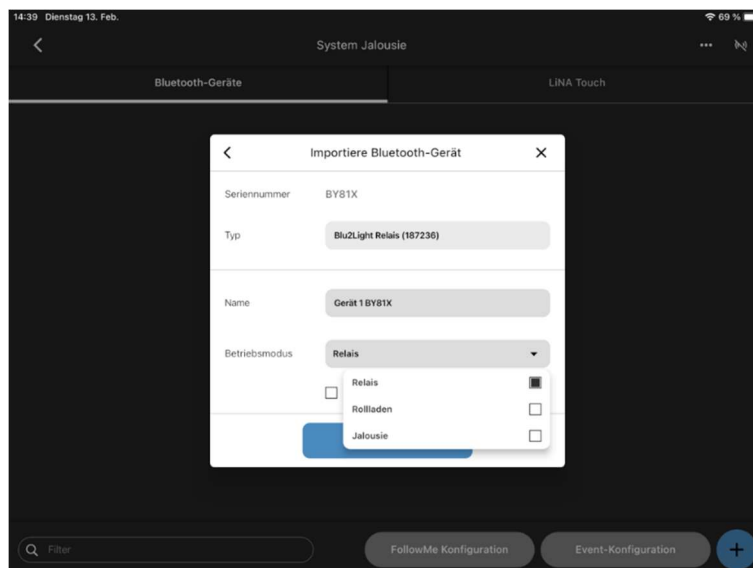 14:39 Dienstag 13. Feb.
69 %
System Jalousie
Bluetooth-Geräte
LiNA Touch
Importiere Bluetooth-Gerät
Seriennummer BY81X
Typ Blu2Light Relais (187236)
Name Gerät 1 BY81X
Betriebsmodus Relais
Relais
Rollladen
Jalousie
Filter
FollowMe Konfiguration
Event-Konfiguration